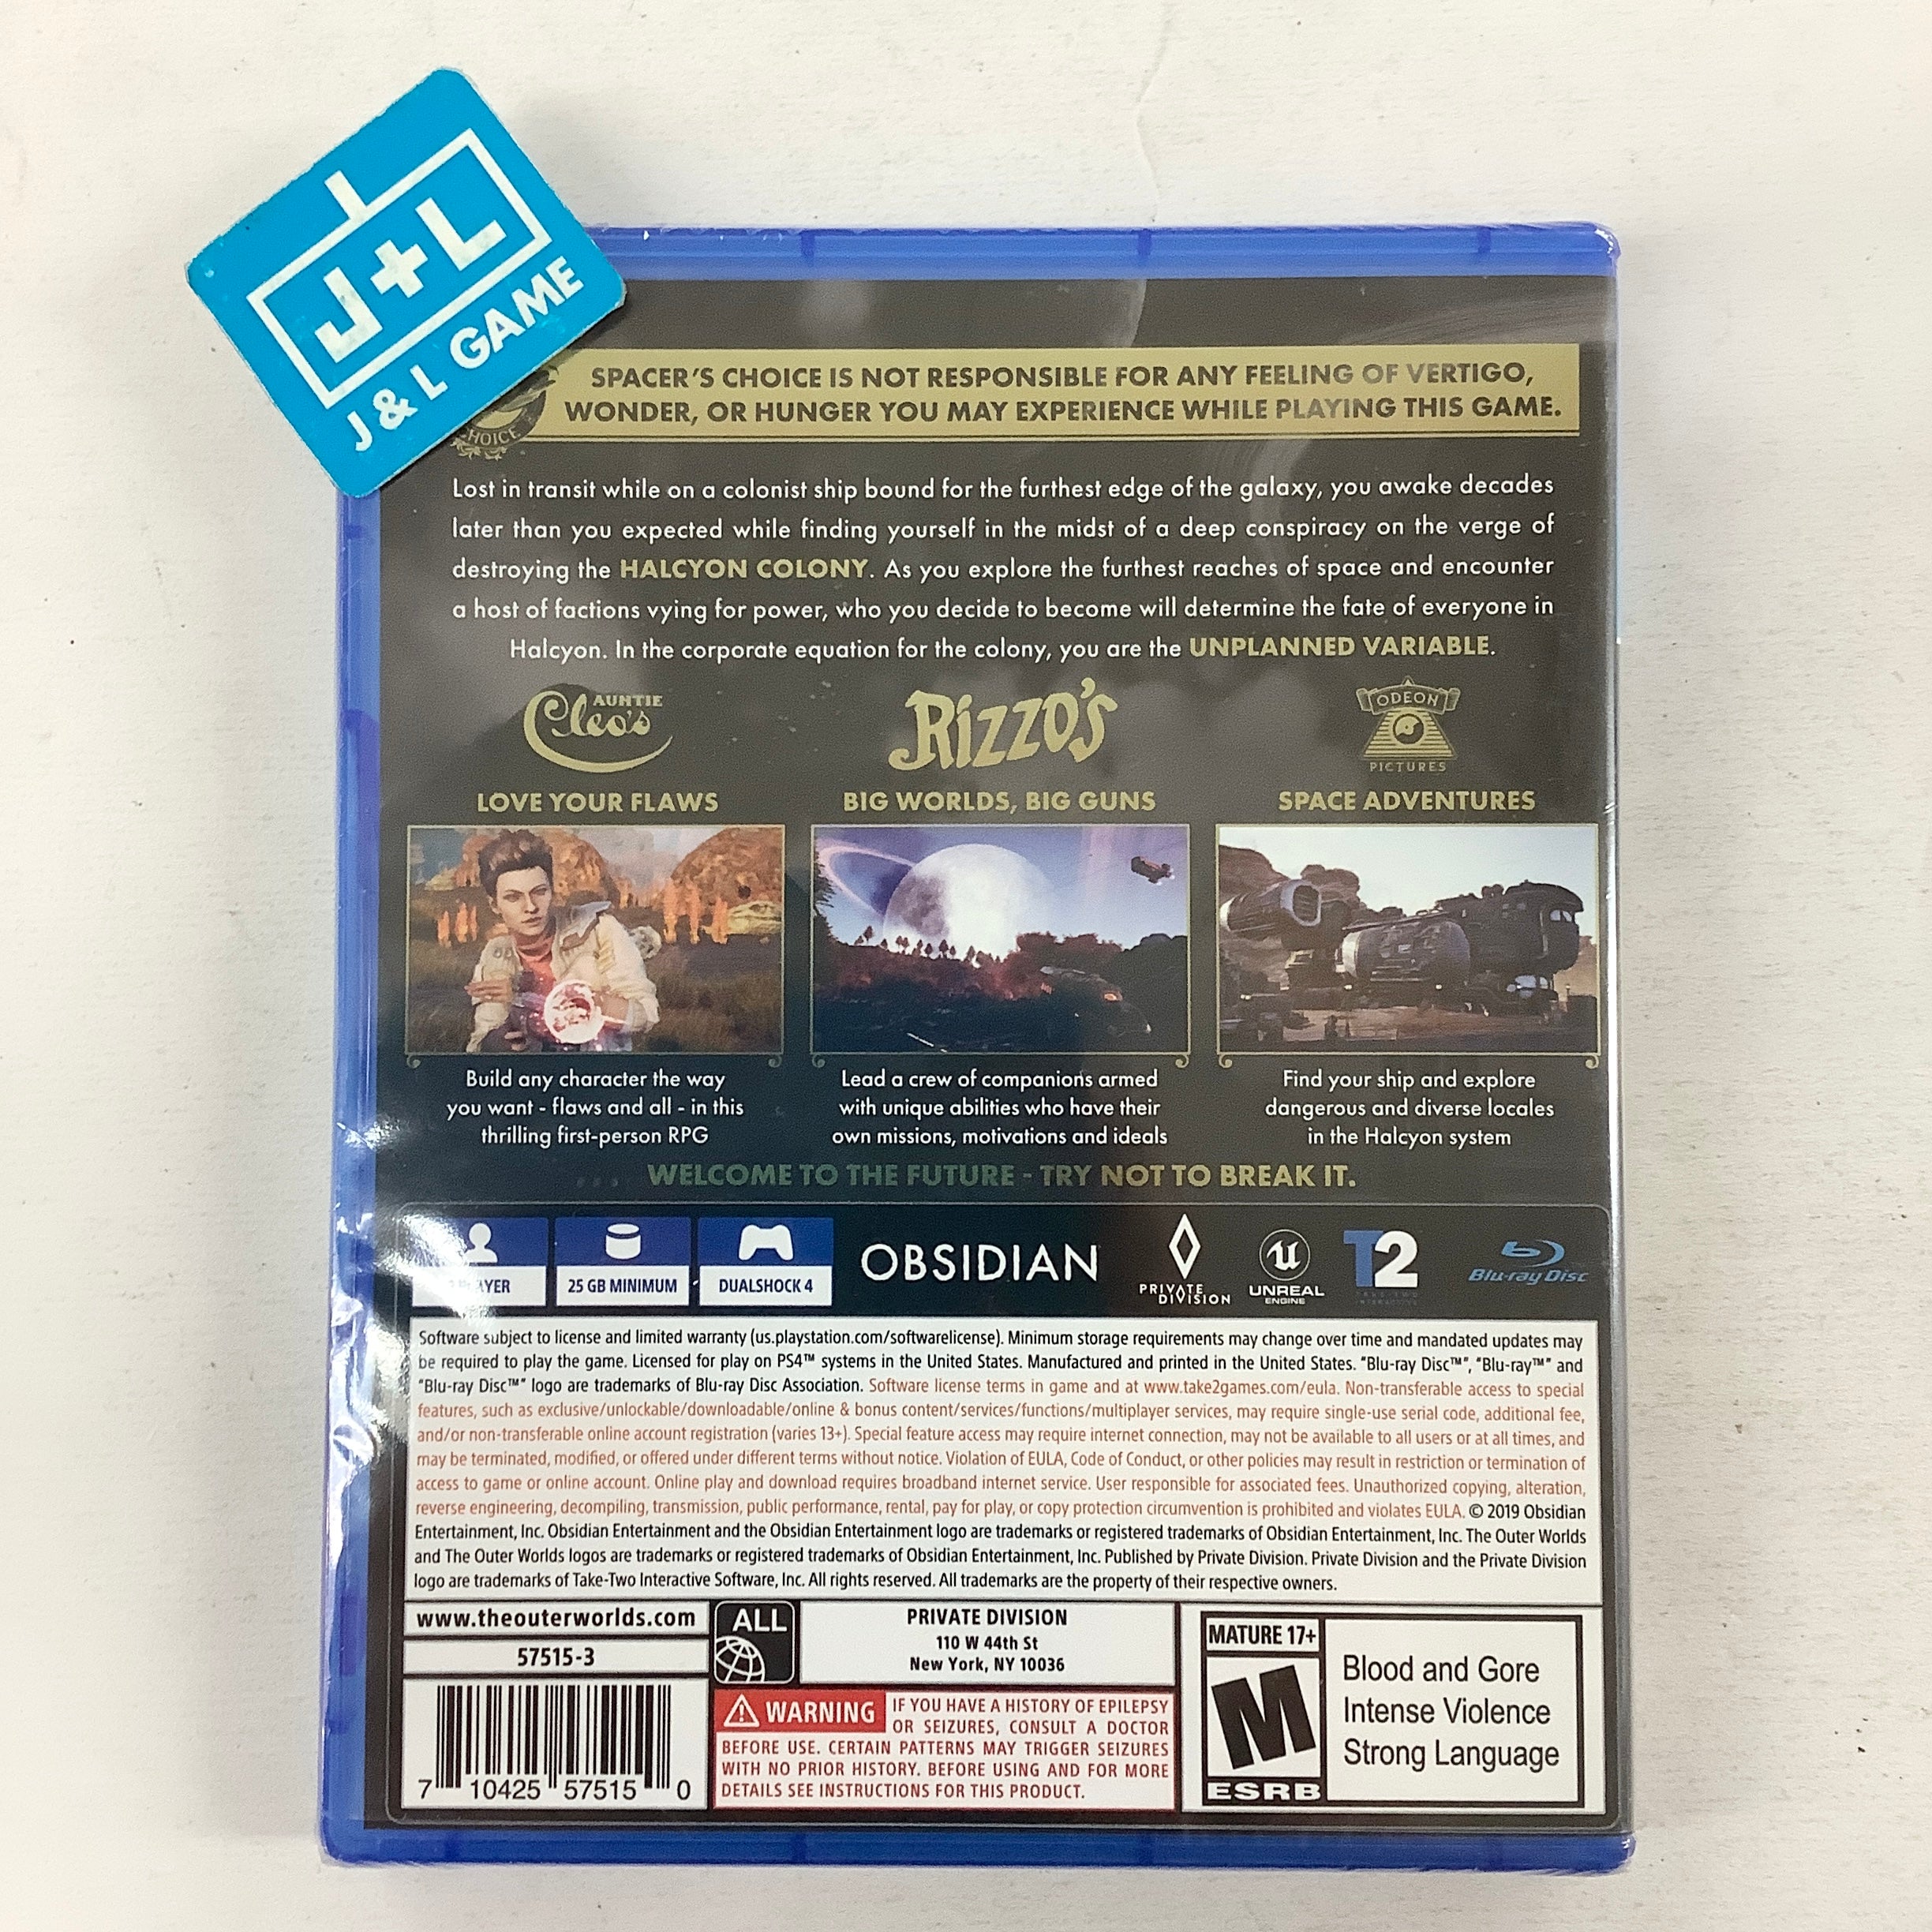 J+L
J & L GAME
CHOICE
SPACER'S CHOICE IS NOT RESPONSIBLE FOR ANY FEELING OF VERTIGO,
WONDER, OR HUNGER YOU MAY EXPERIENCE WHILE PLAYING THIS GAME.
Lost in transit while on a colonist ship bound for the furthest edge of the galaxy, you awake decades
later than you expected while finding yourself in the midst of a deep conspiracy on the verge of
destroying the HALCYON COLONY. As you explore the furthest reaches of space and encounter
a host of factions vying for power, who you decide to become will determine the fate of everyone in
Halcyon. In the corporate equation for the colony, you are the UNPLANNED VARIABLE.
AUNTIE
Cleo's
Rizzo's
ODEON
PICTURES
LOVE YOUR FLAWS
BIG WORLDS, BIG GUNS
SPACE ADVENTURES
Build any character the way
you want - flaws and all - in this
thrilling first-person RPG
Lead a crew of companions armed
with unique abilities who have their
own missions, motivations and ideals
Find your ship and explore
dangerous and diverse locales
in the Halcyon system
WELCOME TO THE FUTURE - TRY NOT TO BREAK IT.
25 GB MINIMUM
DUALSHOCK 4
OBSIDIAN
PRIVATE
DIVISION
UNREAL
ENGINE
T2
Blu-ray Disc
Software subject to license and limited warranty (us.playstation.com/softwarelicense). Minimum storage requirements may change over time and mandated updates may
be required to play the game. Licensed for play on PS4™ systems in the United States. Manufactured and printed in the United States. "Blu-ray Disc™", "Blu-ray™" and
"Blu-ray Disc™" logo are trademarks of Blu-ray Disc Association. Software license terms in game and at www.take2games.com/eula. Non-transferable access to special
features, such as exclusive/unlockable/downloadable/online & bonus content/services/functions/multiplayer services, may require single-use serial code, additional fee,
and/or non-transferable online account registration (varies 13+). Special feature access may require internet connection, may not be available to all users or at all times, and
may be terminated, modified, or offered under different terms without notice. Violation of EULA, Code of Conduct, or other policies may result in restriction or termination of
access to game or online account. Online play and download requires broadband internet service. User responsible for associated fees. Unauthorized copying, alteration,
reverse engineering, decompiling, transmission, public performance, rental, pay for play, or copy protection circumvention is prohibited and violates EULA. © 2019 Obsidian
Entertainment, Inc. Obsidian Entertainment and the Obsidian Entertainment logo are trademarks or registered trademarks of Obsidian Entertainment, Inc. The Outer Worlds
and The Outer Worlds logos are trademarks or registered trademarks of Obsidian Entertainment, Inc. Published by Private Division. Private Division and the Private Division
logo are trademarks of Take-Two Interactive Software, Inc. All rights reserved. All trademarks are the property of their respective owners.
www.theouterworlds.com
57515-3
7 10425 57515 0
ALL
PRIVATE DIVISION
110 W 44th St
New York, NY 10036
WARNING IF YOU HAVE A HISTORY OF EPILEPSY
OR SEIZURES, CONSULT A DOCTOR
BEFORE USE. CERTAIN PATTERNS MAY TRIGGER SEIZURES
WITH NO PRIOR HISTORY. BEFORE USING AND FOR MORE
DETAILS SEE INSTRUCTIONS FOR THIS PRODUCT.
MATURE 17+
M
ESRB
Blood and Gore
Intense Violence
Strong Language